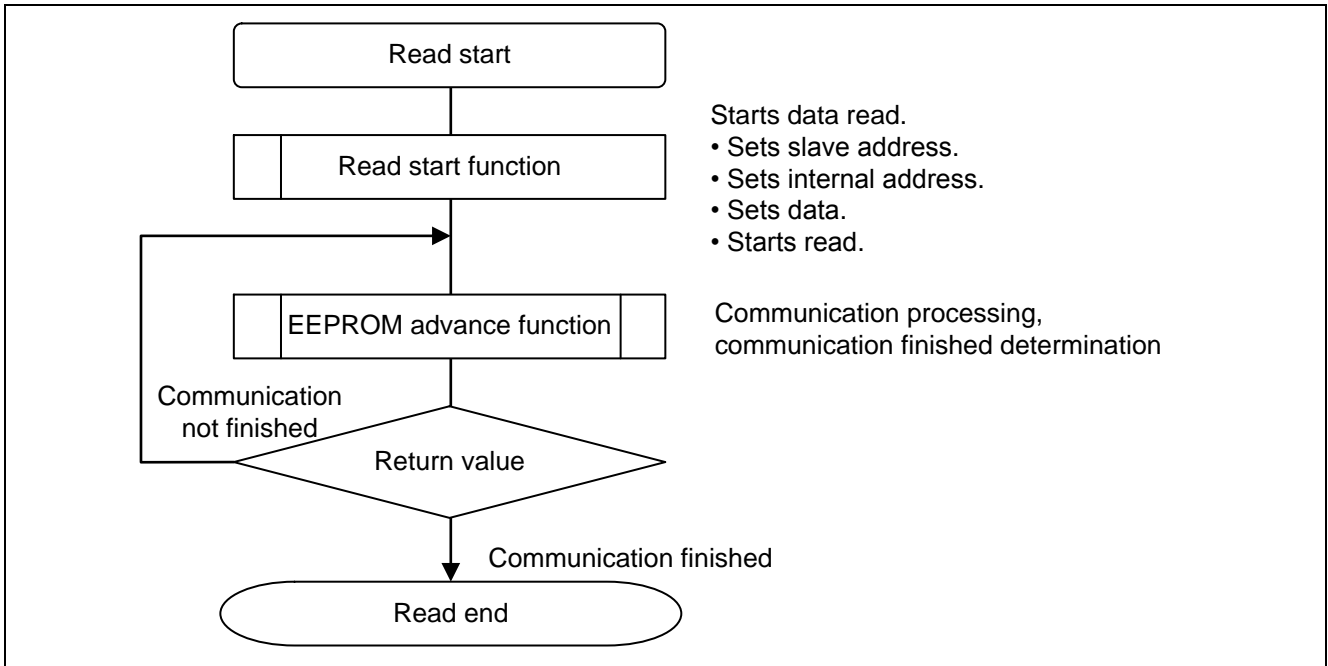 Read start
Read start function
Starts data read.
• Sets slave address.
• Sets internal address.
• Sets data.
• Starts read.
EEPROM advance function
Communication processing,
communication finished determination
Communication
not finished
Return value
Communication finished
Read end